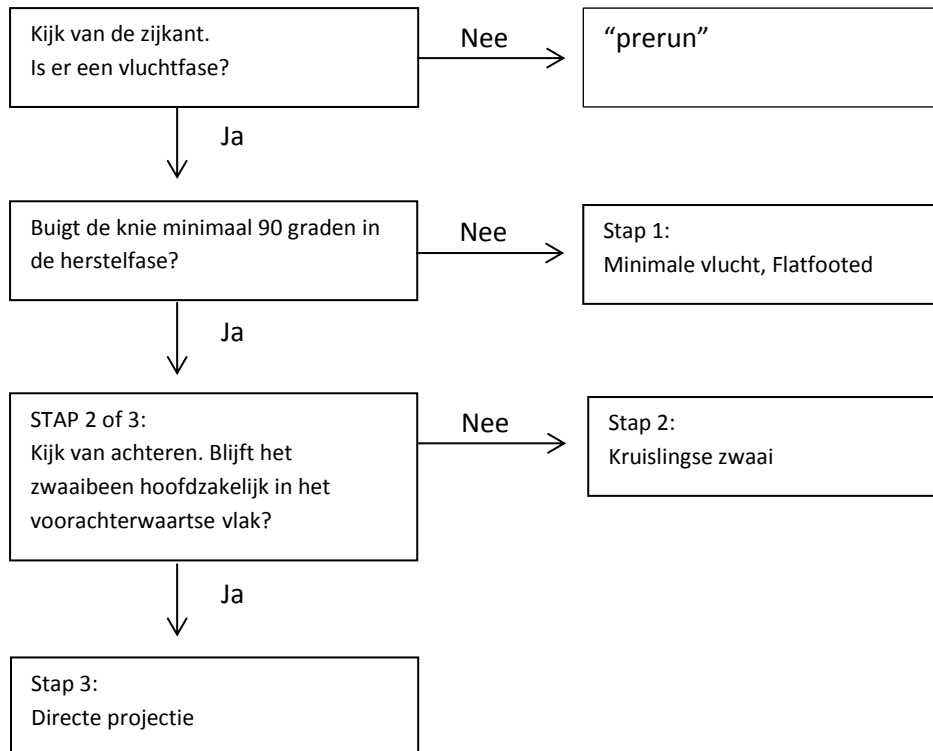 Kijk van de zijkant.
Is er een vluchtfase?
Nee
“prerun”
Ja
Buigt de knie minimaal 90 graden in
de herstelfase?
Nee
Stap 1:
Minimale vlucht, Flatfooted
Ja
STAP 2 of 3:
Kijk van achteren. Blijft het
zwaaibeen hoofdzakelijk in het
voorachterwaartse vlak?
Nee
Stap 2:
Kruislingse zwaai
Ja
Stap 3:
Directe projectie